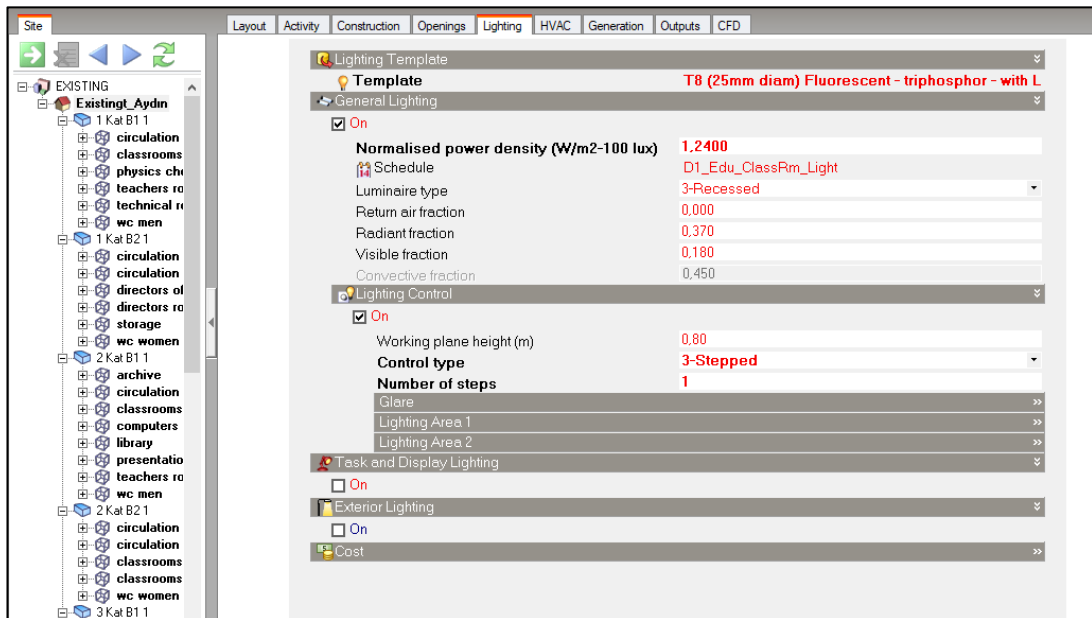 Site
EXISTING
Existingt_Aydın
1 Kat B1 1
circulation
classrooms
physics che
teachers ro
technical r
wc men
1 Kat B2 1
circulation
circulation
directors of
directors ro
storage
wc women
2 Kat B1 1
archive
circulation
classrooms
computers
library
presentatio
teachers ro
wc men
2 Kat B2 1
circulation
circulation
classrooms
classrooms
wc women
3 Kat B1 1
Layout Activity Construction Openings Lighting HVAC Generation Outputs CFD
Lighting Template
Template T8 (25mm diam) Fluorescent - triphosphor - with L
General Lighting
On
Normalised power density (W/m2-100 lux) 1,2400
Schedule D1_Edu_ClassRm_Light
Luminaire type 3-Recessed
Return air fraction 0,000
Radiant fraction 0,370
Visible fraction 0,180
Convective fraction 0,450
Lighting Control
On
Working plane height (m) 0,80
Control type 3-Stepped
Number of steps 1
Glare
Lighting Area 1
Lighting Area 2
Task and Display Lighting
On
Exterior Lighting
On
Cost